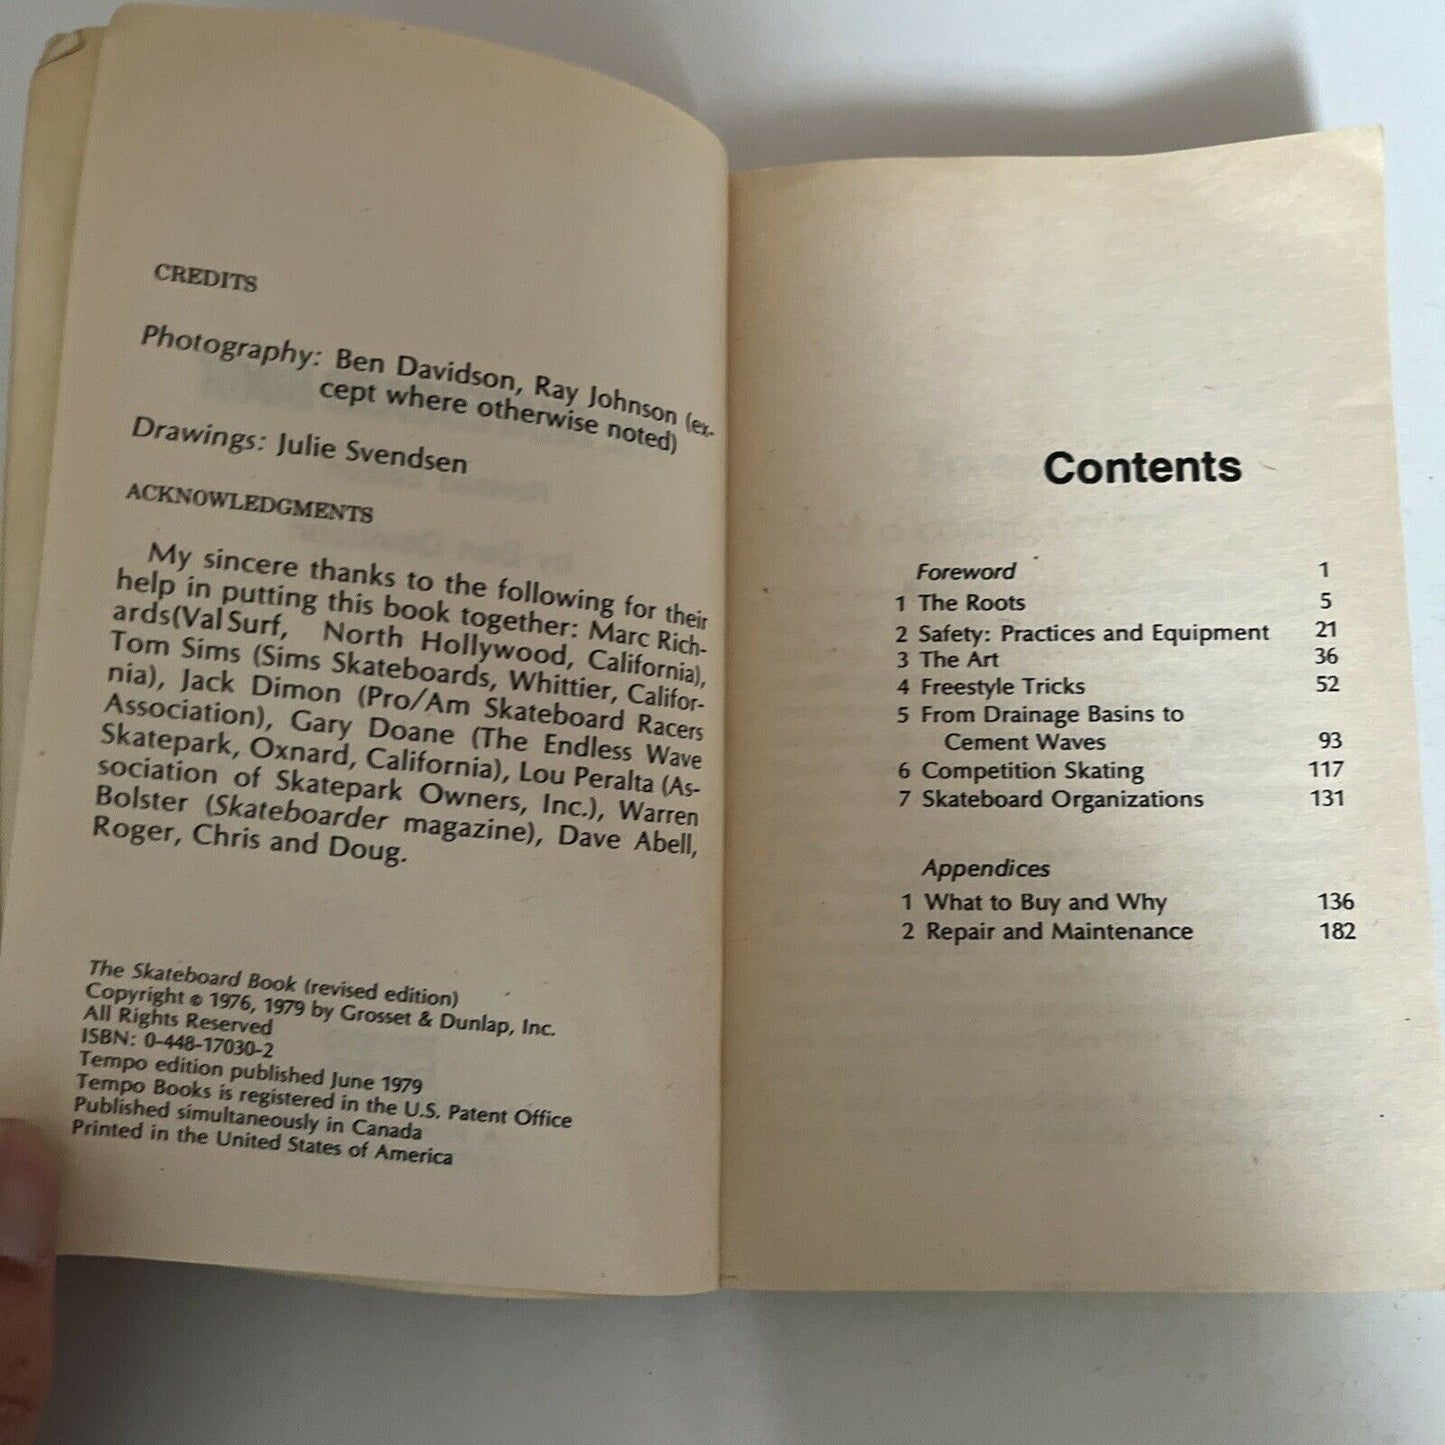 CREDITS
Photography: Ben Davidson, Ray Johnson (ex-
cept where otherwise noted)
Drawings: Julie Svendsen
ACKNOWLEDGMENTS
My sincere thanks to the following for their
help in putting this book together: Marc Rich-
ards(Val Surf, North Hollywood, California),
Tom Sims (Sims Skateboards, Whittier, Califor-
nia), Jack Dimon (Pro/Am Skateboard Racers
Association), Gary Doane (The Endless Wave
Skatepark, Oxnard, California), Lou Peralta (As-
sociation of Skatepark Owners, Inc.), Warren
Bolster (Skateboarder magazine), Dave Abell,
Roger, Chris and Doug.
The Skateboard Book (revised edition)
Copyright © 1976, 1979 by Grosset & Dunlap, Inc.
All Rights Reserved
ISBN: 0-448-17030-2
Tempo edition published June 1979
Tempo Books is registered in the U.S. Patent Office
Published simultaneously in Canada
Printed in the United States of America
Contents
Foreword 1
1 The Roots 5
2 Safety: Practices and Equipment 21
3 The Art 36
4 Freestyle Tricks 52
5 From Drainage Basins to
Cement Waves 93
6 Competition Skating 117
7 Skateboard Organizations 131
Appendices
1 What to Buy and Why 136
2 Repair and Maintenance 182